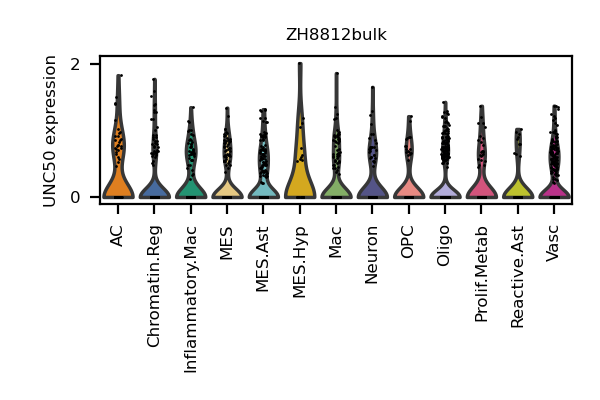 ZH8812bulk
UNC50 expression
2
0
AC
Chromatin.Reg
Inflammatory.Mac
MES
MES.Ast
MES.Hyp
Mac
Neuron
OPC
Oligo
Prolif.Metab
Reactive.Ast
Vasc